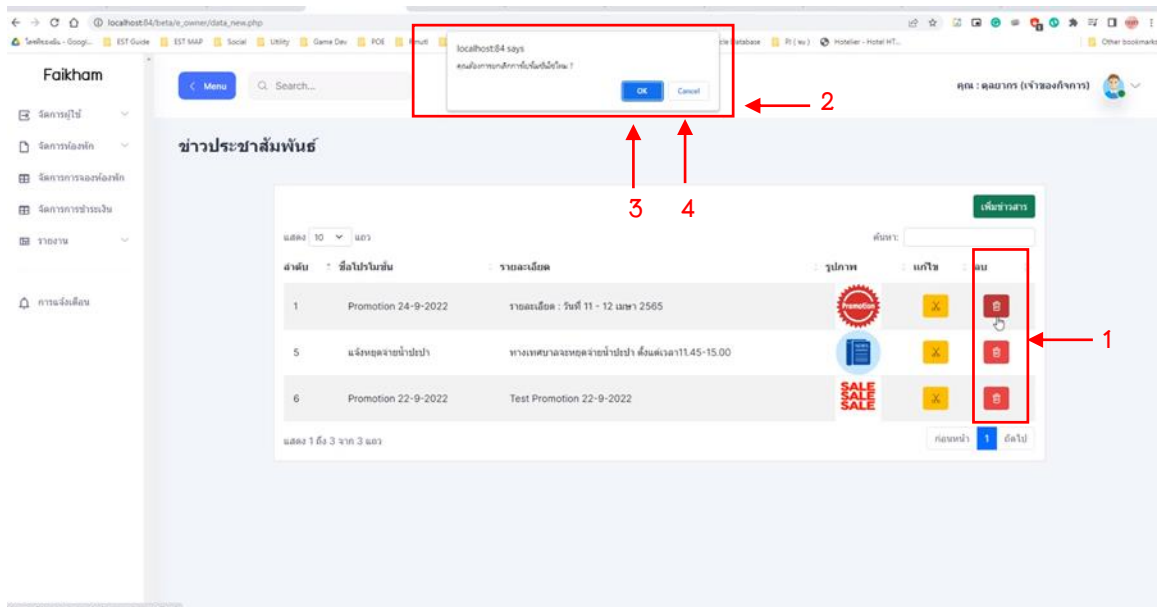 localhost:84/beta/e_owner/data_new.php
EST Guide
EST MAP
Social
Utility
Game Dev
POE
Hotelier - Hotel HT...
Other bookmarks
localhost:84 says
OK
Cancel
2
3
4
Faikham
Menu
Search...
คุณ : ตุลยากร (เจ้าของกิจการ)
จัดการผู้ใช้
จัดการห้องพัก
จัดการการจองห้องพัก
จัดการการชำระเงิน
รายงาน
การแจ้งเตือน
ข่าวประชาสัมพันธ์
เพิ่มข่าวสาร
แสดง 10 แถว
ค้นหา:
ลำดับ ชื่อโปรโมชั่น รายละเอียด รูปภาพ แก้ไข ลบ
1 Promotion 24-9-2022 รายละเอียด : วันที่ 11 - 12 เมษา 2565 Promotion
1
5 แจ้งหยุดจ่ายน้ำปะปา ทางเทศบาลจะหยุดจ่ายน้ำปะปา ตั้งแต่เวลา11.45-15.00
6 Promotion 22-9-2022 Test Promotion 22-9-2022 SALE SALE SALE
แสดง 1 ถึง 3 จาก 3 แถว
ก่อนหน้า 1 ถัดไป